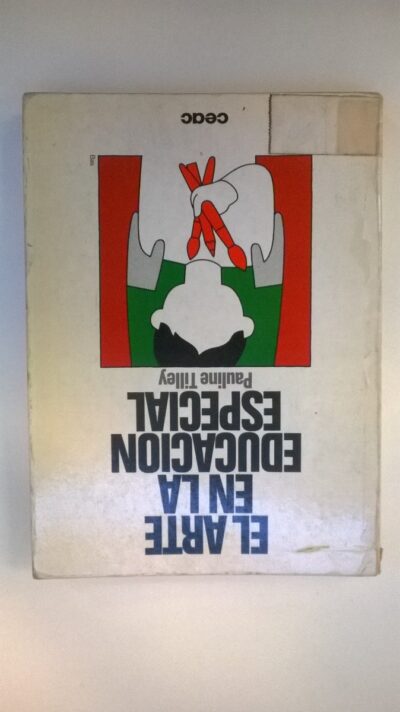 EL ARTE
EN LA
EDUCACION
ESPECIAL
Pauline Tilley
ceac